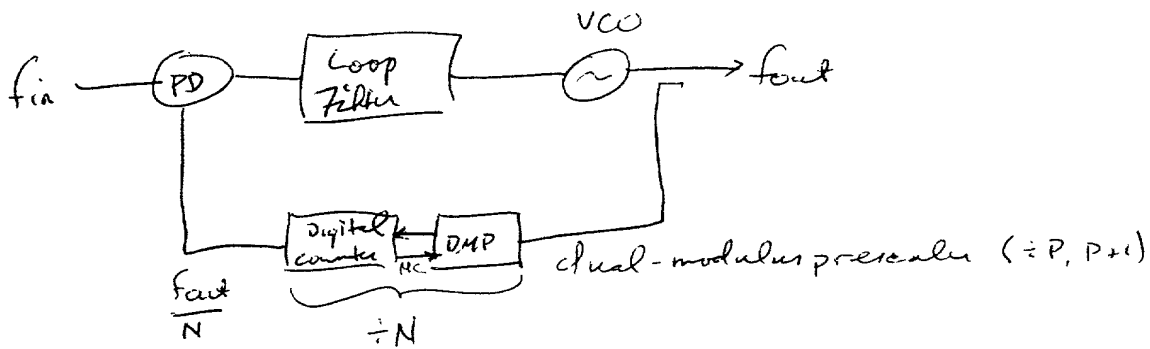 VCO
fin PD Loop Filter ~ fout
Digital counter MC DMP dual-modulus prescaler (÷P, P+1)
fout
N
÷N